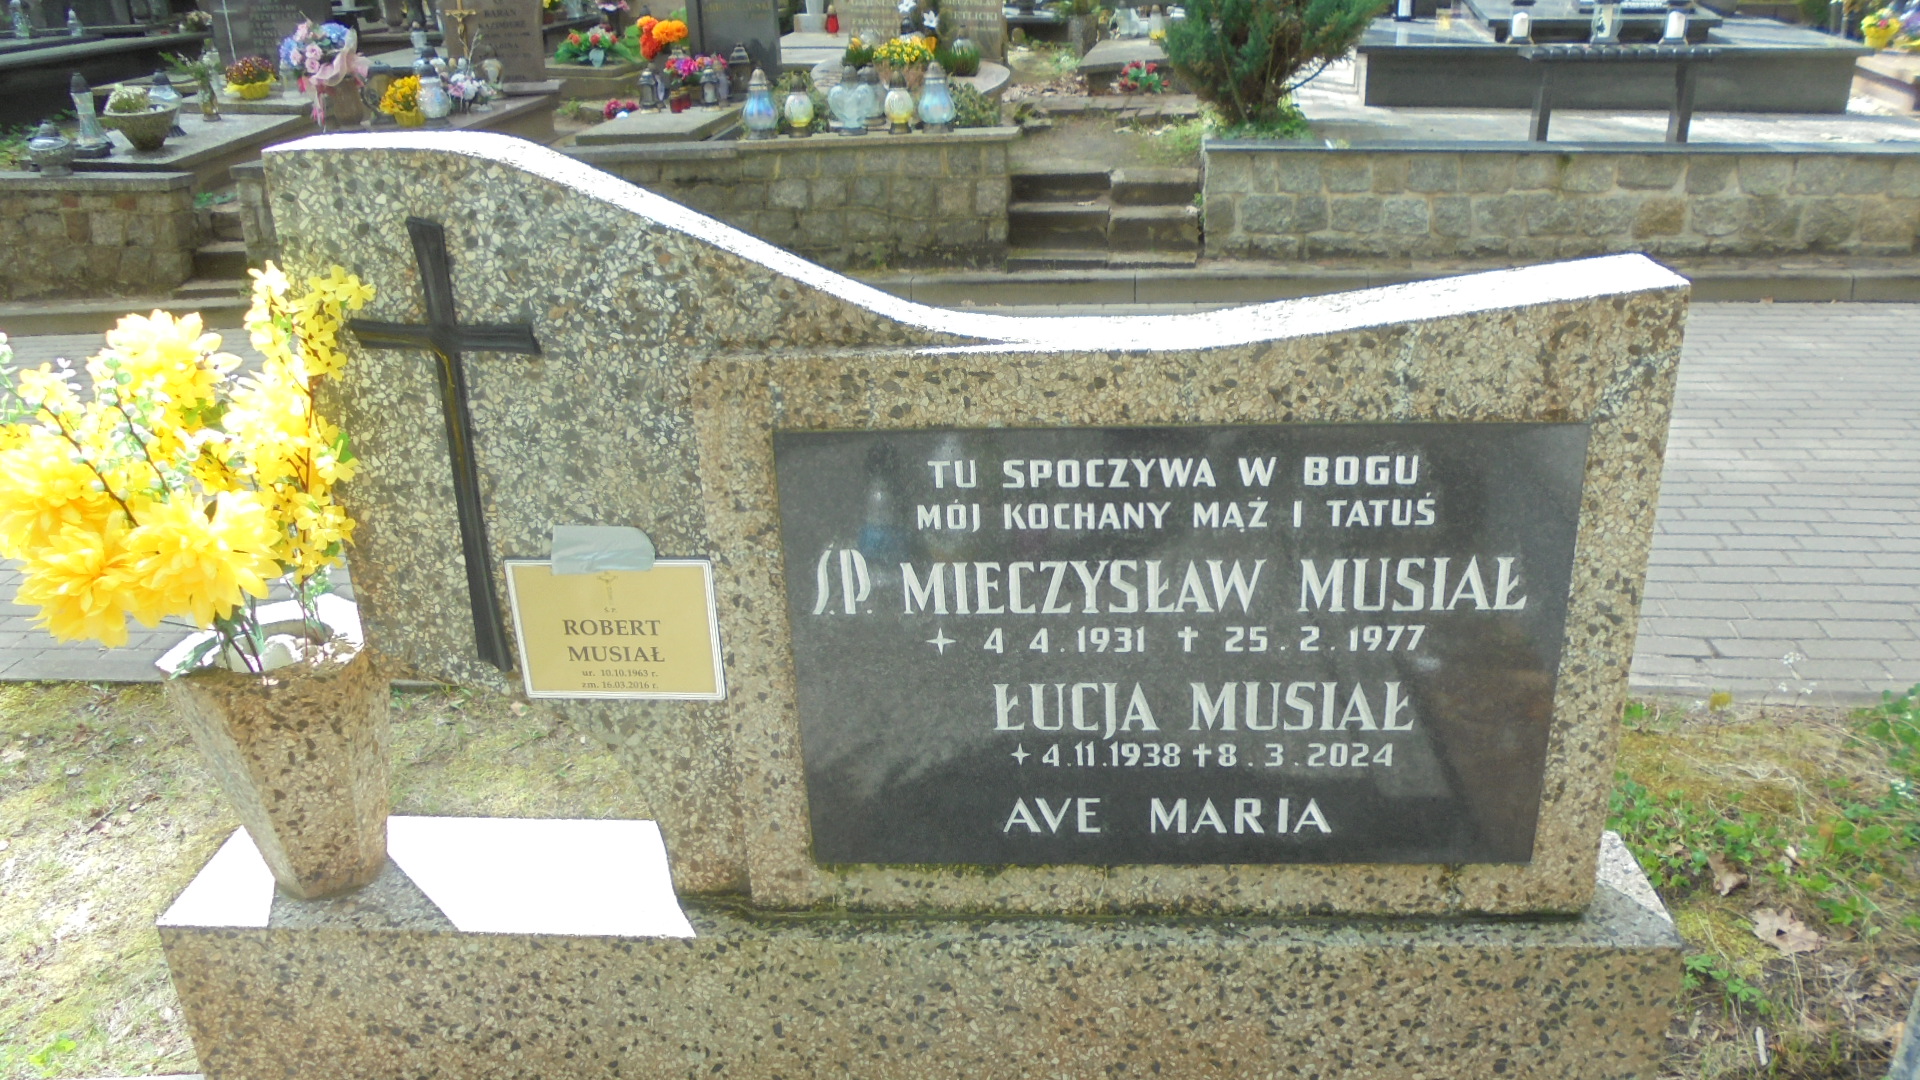 BARAN
TU SPOCZYWA W BOGU
MÓJ KOCHANY MĄŻ I TATUŚ
Ś.P. MIECZYSŁAW MUSIAŁ
4 4.1931 † 25.2.1977
ŁUCJA MUSIAŁ
4.11.1938 † 8.3.2024
AVE MARIA
Ś.P.
ROBERT
MUSIAŁ
ur. 10.10.1963 r.
zm. 16.03.2016 r.